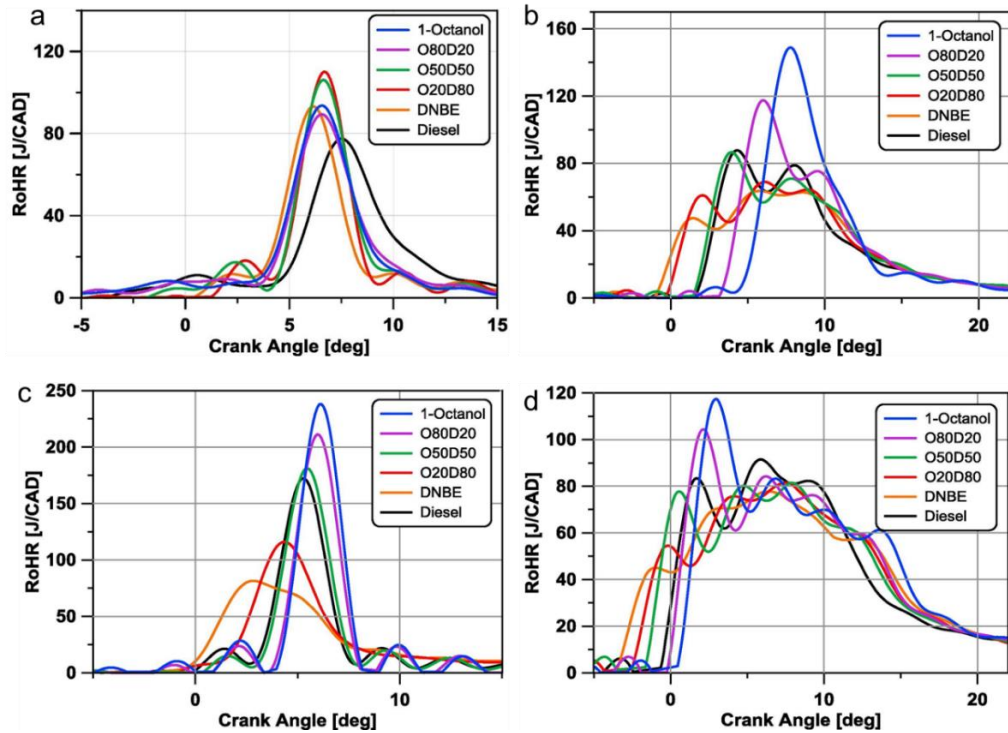 a
RoHR [J/CAD]
120
80
40
0
-5
0
5
10
15
Crank Angle [deg]
1-Octanol
O80D20
O50D50
O20D80
DNBE
Diesel
b
RoHR [J/CAD]
160
120
80
40
0
0
10
20
Crank Angle [deg]
1-Octanol
O80D20
O50D50
O20D80
DNBE
Diesel
c
RoHR [J/CAD]
250
200
150
100
50
0
0
10
Crank Angle [deg]
1-Octanol
O80D20
O50D50
O20D80
DNBE
Diesel
d
RoHR [J/CAD]
120
100
80
60
40
20
0
0
10
20
Crank Angle [deg]
1-Octanol
O80D20
O50D50
O20D80
DNBE
Diesel